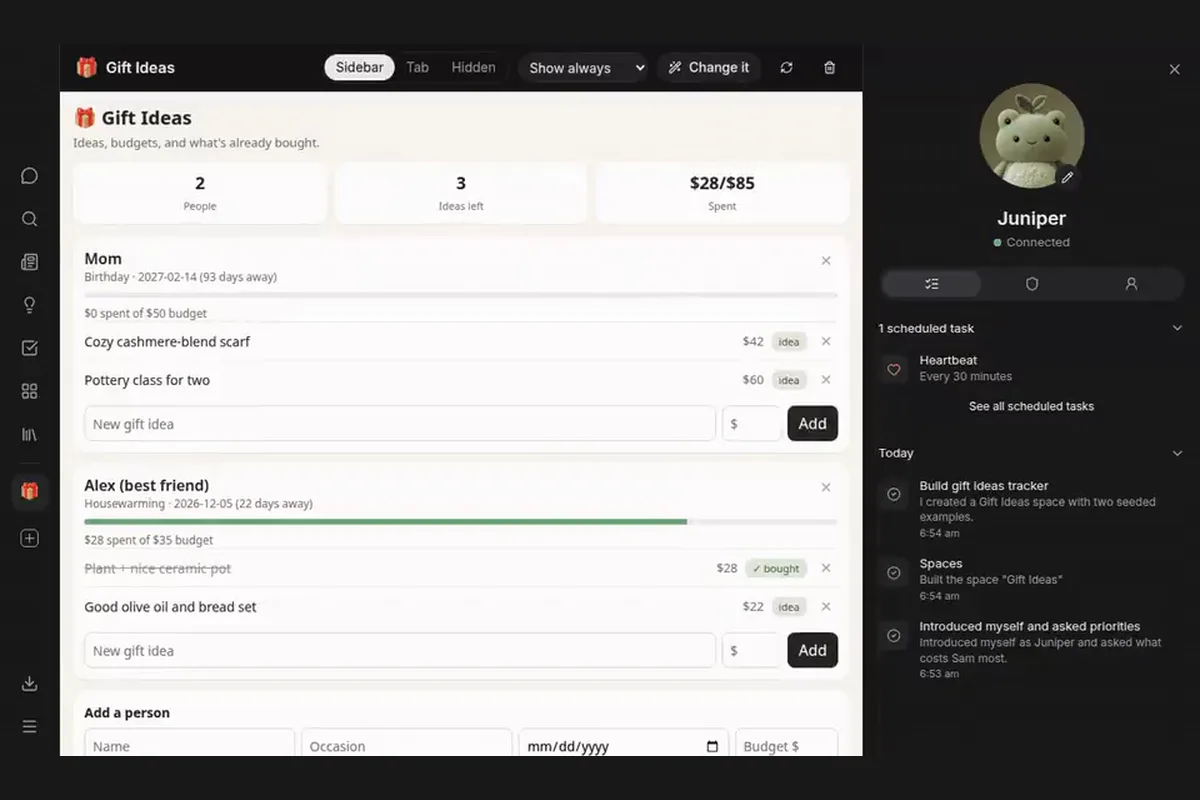 Gift Ideas
Sidebar Tab Hidden
Show always
Change it
Gift Ideas
Ideas, budgets, and what's already bought.
2
People
3
Ideas left
$28/$85
Spent
Mom
Birthday · 2027-02-14 (93 days away)
$0 spent of $50 budget
Cozy cashmere-blend scarf $42 idea
Pottery class for two $60 idea
New gift idea $ Add
Alex (best friend)
Housewarming · 2026-12-05 (22 days away)
$28 spent of $35 budget
Plant + nice ceramic pot $28 ✓ bought
Good olive oil and bread set $22 idea
New gift idea $ Add
Add a person
Name Occasion mm/dd/yyyy Budget $
Juniper
Connected
1 scheduled task
Heartbeat
Every 30 minutes
See all scheduled tasks
Today
Build gift ideas tracker
I created a Gift Ideas space with two seeded
examples.
6:54 am
Spaces
Built the space "Gift Ideas"
6:54 am
Introduced myself and asked priorities
Introduced myself as Juniper and asked what
costs Sam most.
6:53 am